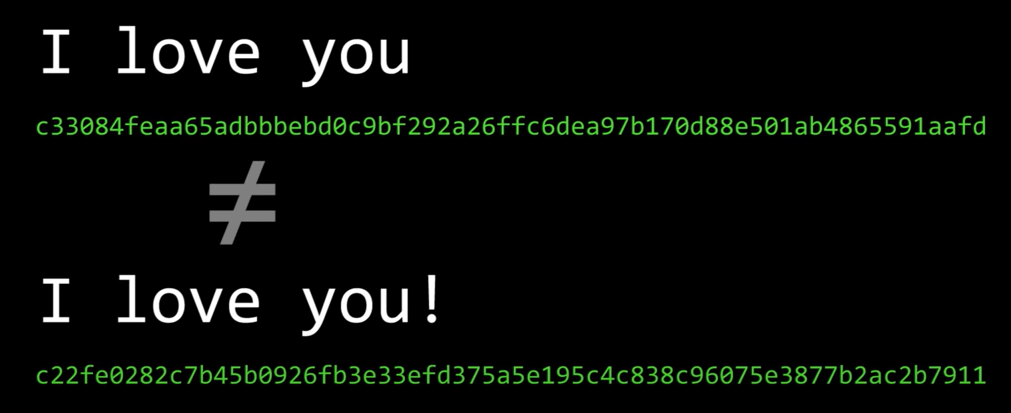 I love you
c33084feaa65adbbbebd0c9bf292a26ffc6dea97b170d88e501ab4865591aafd
≠
I love you!
c22fe0282c7b45b0926fb3e33efd375a5e195c4c838c96075e3877b2ac2b7911